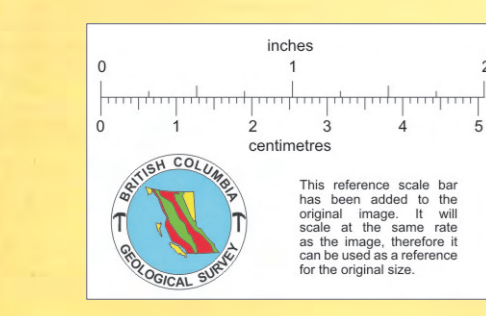 inches
0 1 2
0 1 2 3 4 5
centimetres
BRITISH COLUMBIA
GEOLOGICAL SURVEY
This reference scale bar
has been added to the
original image. It will
scale at the same rate
as the image, therefore it
can be used as a reference
for the original size.